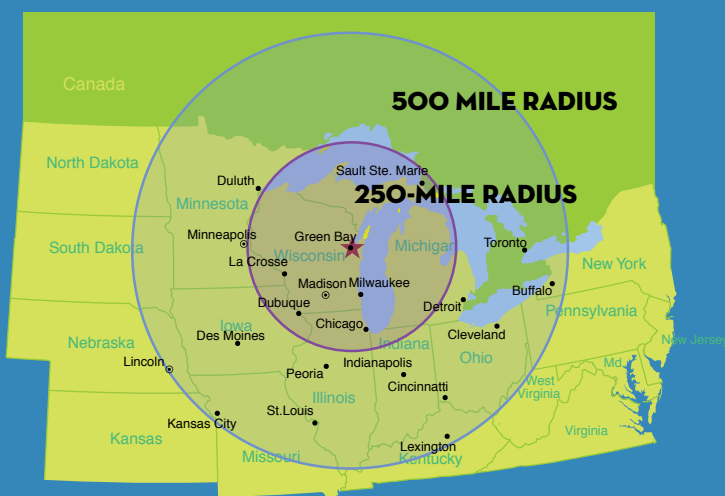 Canada
500 MILE RADIUS
North Dakota
Sault Ste. Marie
Duluth
250-MILE RADIUS
Minnesota
Minneapolis
Green Bay
South Dakota
Wisconsin
Michigan
Toronto
La Crosse
New York
Madison
Milwaukee
Buffalo
Dubuque
Detroit
Pennsylvania
Chicago
Iowa
Des Moines
Cleveland
Nebraska
Indiana
New Jersey
Ohio
Lincoln
Indianapolis
Md.
Peoria
Cincinnatti
West
Virginia
Illinois
St.Louis
Kansas City
Virginia
Kansas
Lexington
Missouri
Kentucky